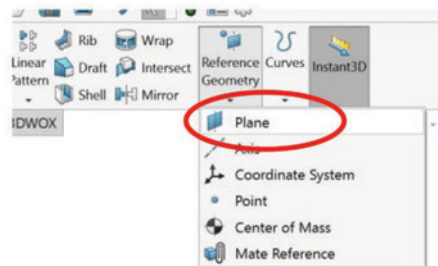 Rib
Wrap
Linear
Pattern
Draft
Intersect
Reference
Geometry
Curves
Instant3D
Shell
Mirror
3DWOX
Plane
Axis
Coordinate System
Point
Center of Mass
Mate Reference